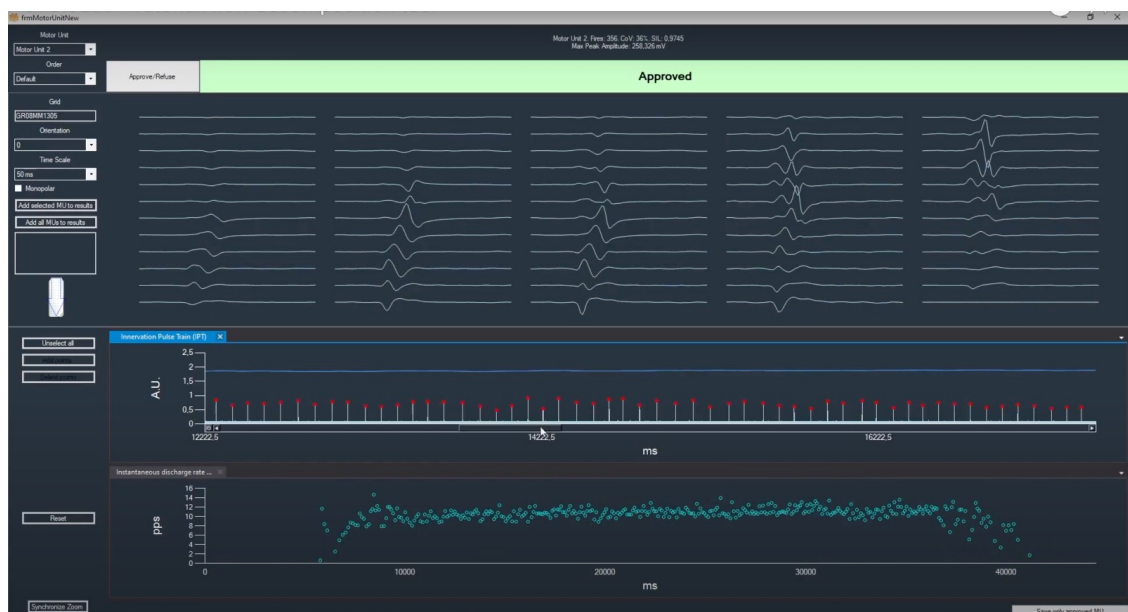 frmMotorUnitNew
Motor Unit
Motor Unit 2
Order
Default
Motor Unit 2. Fires: 356. CoV: 36%. SIL: 0.9745
Max Peak Amplitude: 258,326 mV
Approve/Refuse
Approved
Grid
GR08MM1305
Orientation
0
Time Scale
50 ms
Monopolar
Add selected MU to results
Add all MUs to results
Unselect all
Innervation Pulse Train (IPT)
2,5
2
1,5
1
0,5
0
A.U.
12222,5
14222,5
16222,5
ms
Instantaneous discharge rate ...
Reset
16
14
12
10
8
6
4
2
0
pps
0
10000
20000
30000
40000
ms
Synchronize Zoom
Save only approved MU